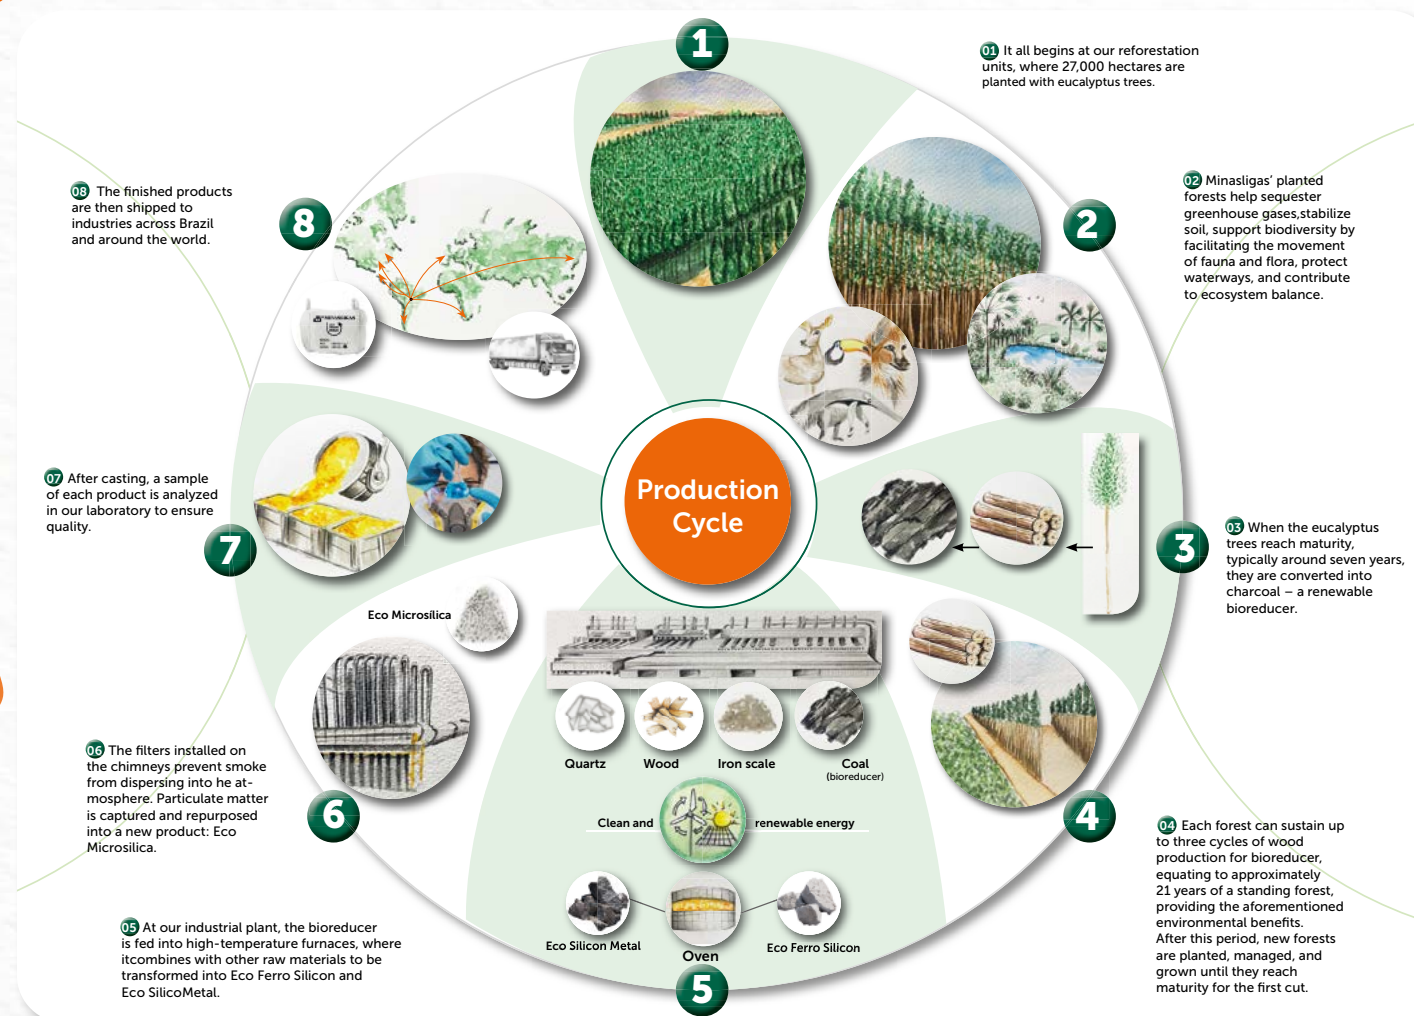 1
01 It all begins at our reforestation
units, where 27,000 hectares are
planted with eucalyptus trees.
2
02 Minasligas’ planted
forests help sequester
greenhouse gases,stabilize
soil, support biodiversity by
facilitating the movement
of fauna and flora, protect
waterways, and contribute
to ecosystem balance.
3
03 When the eucalyptus
trees reach maturity,
typically around seven years,
they are converted into
charcoal – a renewable
bioreducer.
4
04 Each forest can sustain up
to three cycles of wood
production for bioreducer,
equating to approximately
21 years of a standing forest,
providing the aforementioned
environmental benefits.
After this period, new forests
are planted, managed, and
grown until they reach
maturity for the first cut.
Production
Cycle
Quartz
Wood
Iron scale
Coal
(bioreducer)
Clean and
renewable energy
Eco Silicon Metal
Oven
Eco Ferro Silicon
5
05 At our industrial plant, the bioreducer
is fed into high-temperature furnaces, where
itcombines with other raw materials to be
transformed into Eco Ferro Silicon and
Eco SilicoMetal.
Eco Microsílica
6
06 The filters installed on
the chimneys prevent smoke
from dispersing into he at-
mosphere. Particulate matter
is captured and repurposed
into a new product: Eco
Microsilica.
7
07 After casting, a sample
of each product is analyzed
in our laboratory to ensure
quality.
8
08 The finished products
are then shipped to
industries across Brazil
and around the world.